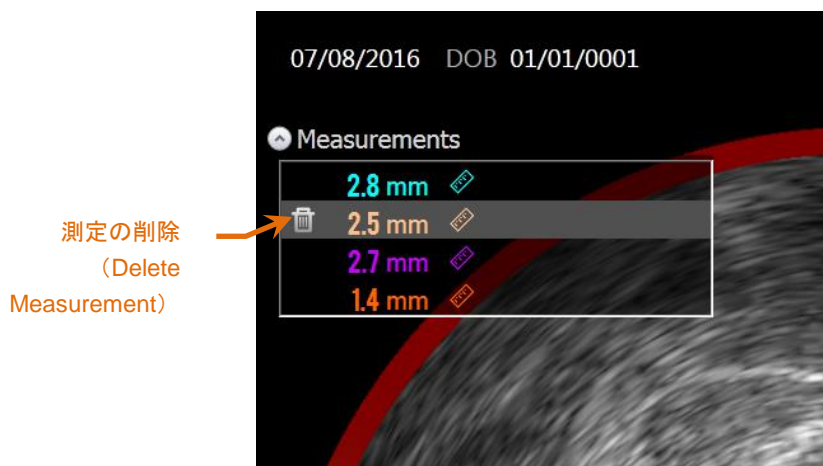 07/08/2016 DOB 01/01/0001
Measurements
2.8 mm
2.5 mm
2.7 mm
1.4 mm
測定の削除
（Delete
Measurement）